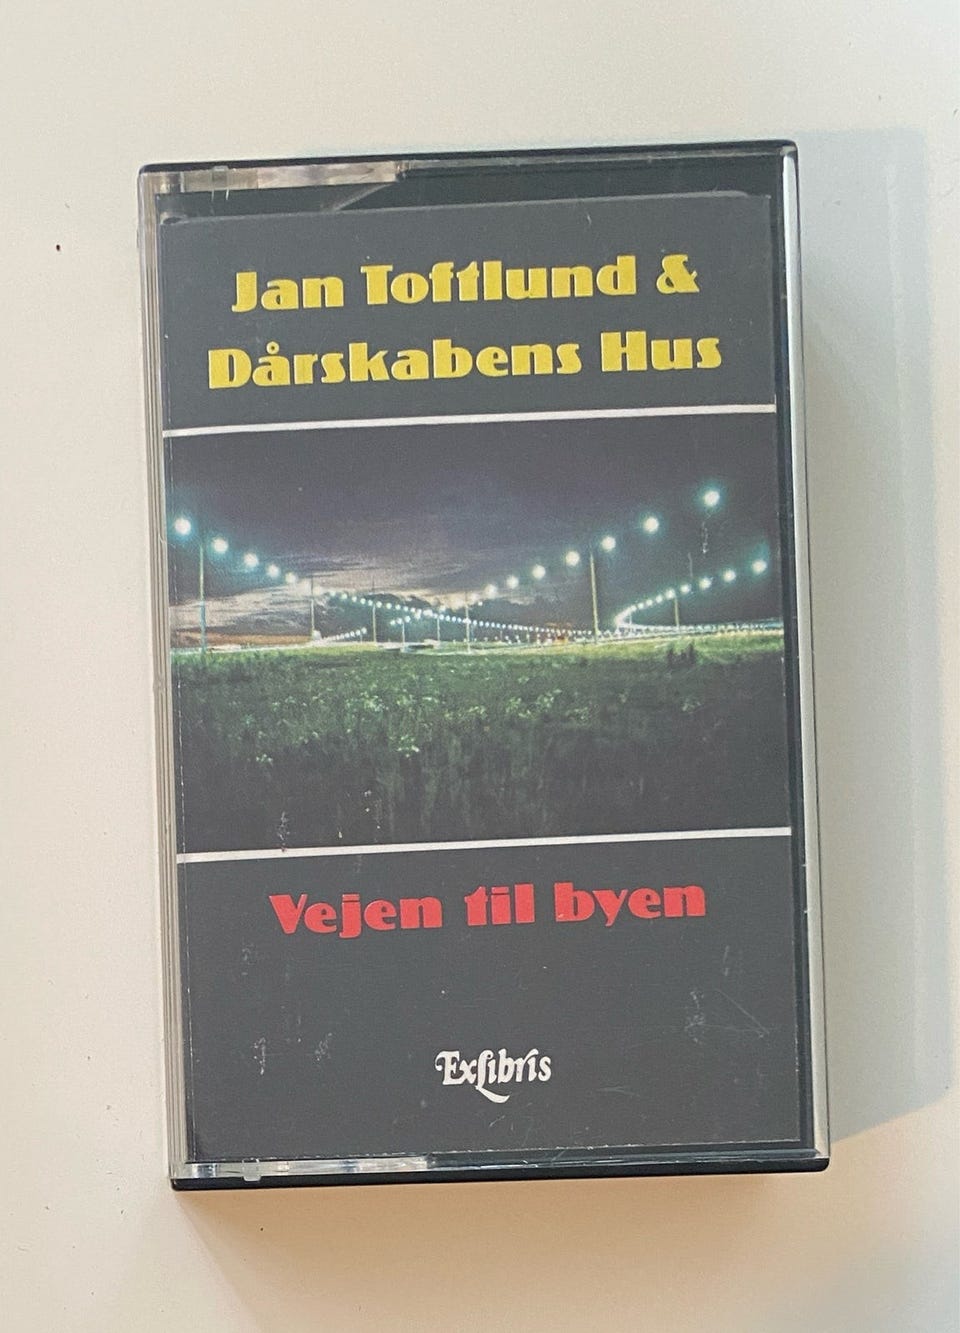 Jan Toftlund &
Dårskabens Hus
Vejen til byen
ExLibris